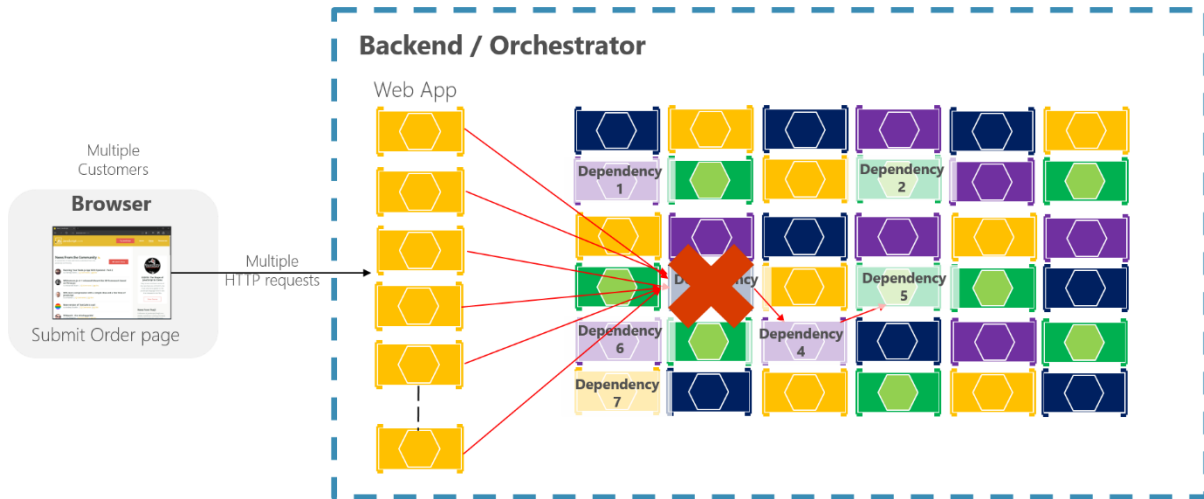 Backend / Orchestrator
Web App
Multiple
Customers
Browser
Submit Order page
Multiple
HTTP requests
Dependency
1
Dependency
2
Dependency
5
Dependency
6
Dependency
4
Dependency
7